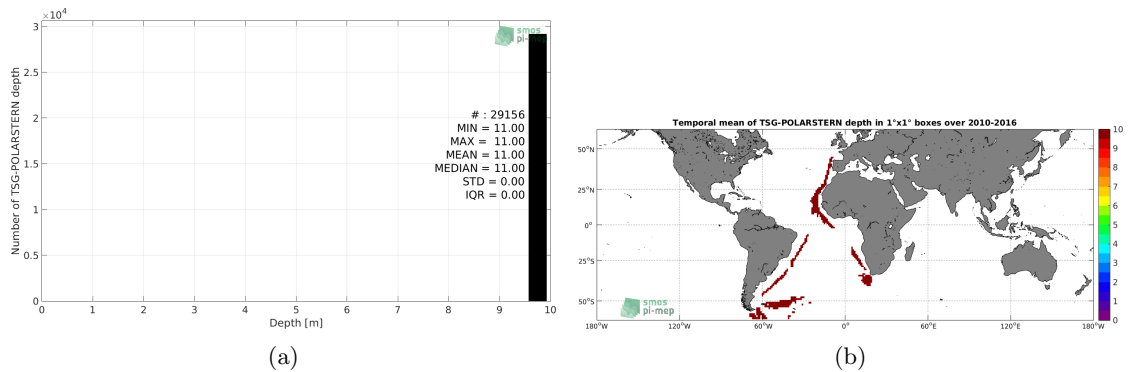 ×10⁴
3
2.5
2
1.5
1
0.5
0
Number of TSG-POLARSTERN depth
smos
pi-mep
# : 29156
MIN = 11.00
MAX = 11.00
MEAN = 11.00
MEDIAN = 11.00
STD = 0.00
IQR = 0.00
0 1 2 3 4 5 6 7 8 9 10
Depth [m]
(a)
Temporal mean of TSG-POLARSTERN depth in 1°x1° boxes over 2010-2016
50°N
25°N
0°
25°S
50°S
smos
pi-mep
180°W 120°W 60°W 0° 60°E 120°E 180°W
10
9
8
7
6
5
4
3
2
1
0
(b)